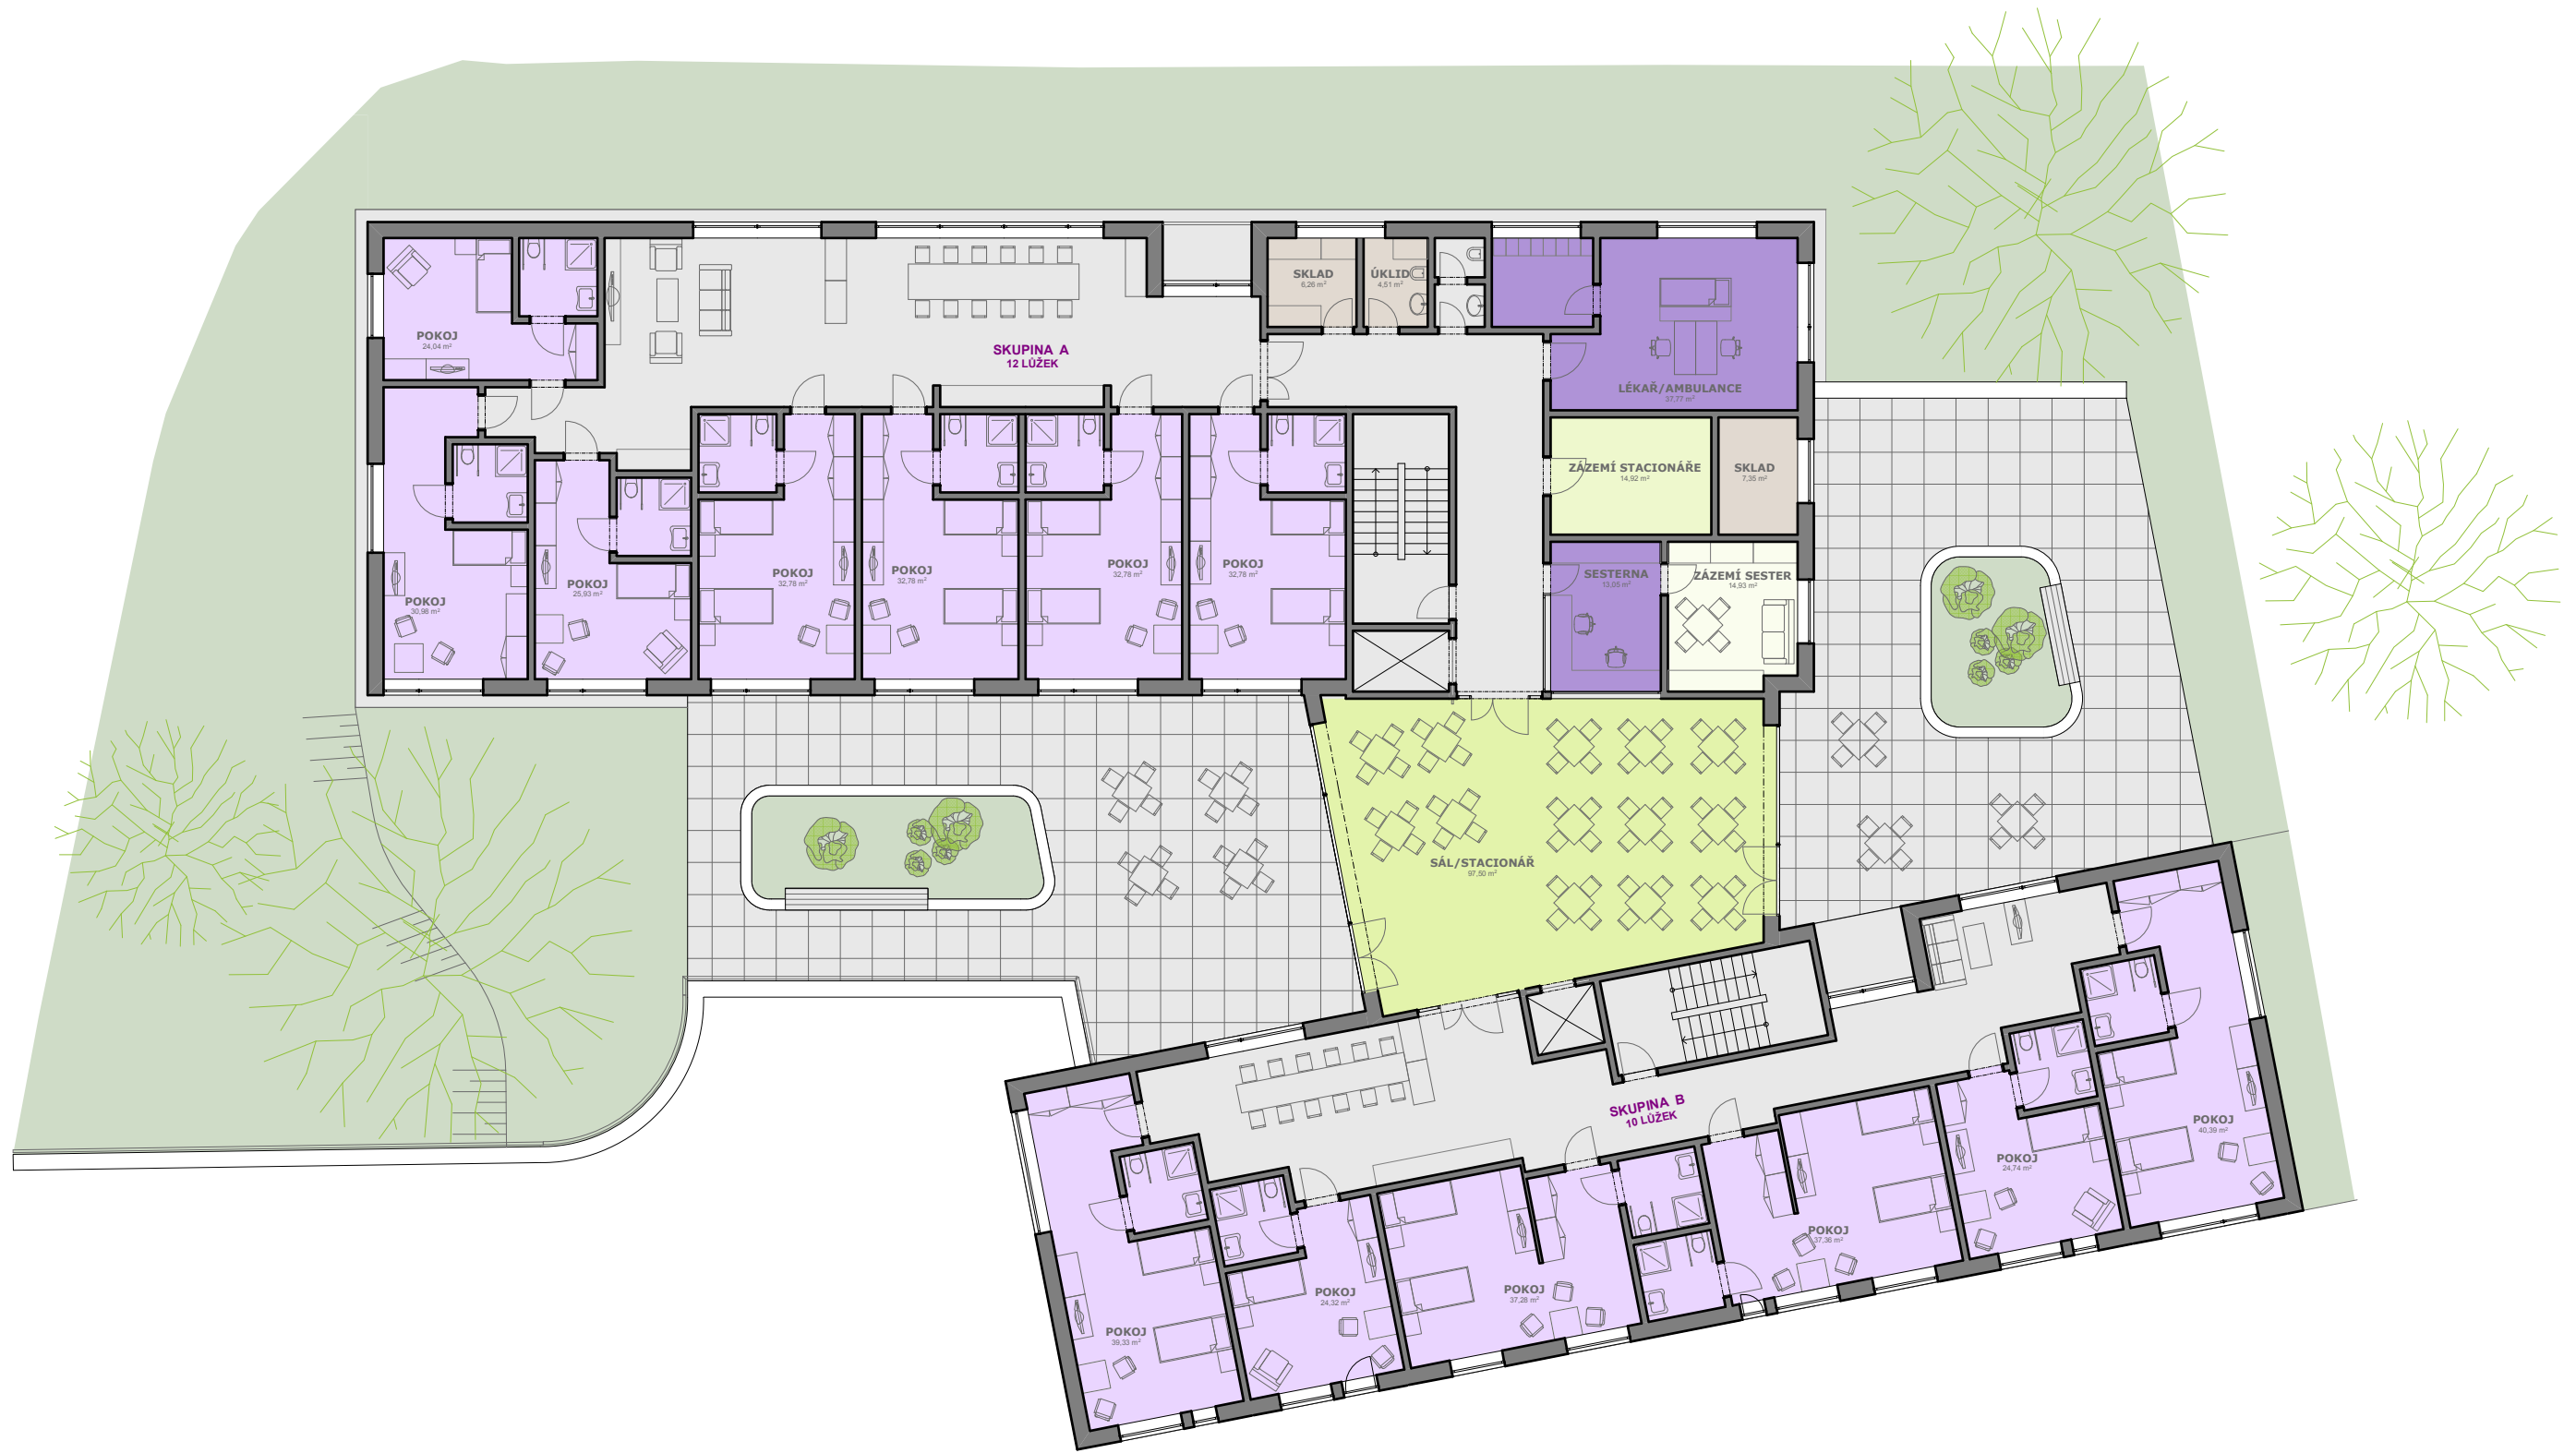 SKLAD
6,26 m²
ÚKLID
4,51 m²
POKOJ
24,04 m²
SKUPINA A
12 LŮŽEK
LÉKAŘ/AMBULANCE
37,77 m²
ZÁZEMÍ STACIONÁŘE
14,92 m²
SKLAD
7,35 m²
POKOJ
30,98 m²
POKOJ
25,93 m²
POKOJ
32,78 m²
POKOJ
32,78 m²
POKOJ
32,78 m²
POKOJ
32,78 m²
SESTERNA
13,05 m²
ZÁZEMÍ SESTER
14,93 m²
SÁL/STACIONÁŘ
97,50 m²
SKUPINA B
10 LŮŽEK
POKOJ
39,33 m²
POKOJ
24,32 m²
POKOJ
37,28 m²
POKOJ
37,36 m²
POKOJ
24,74 m²
POKOJ
40,39 m²